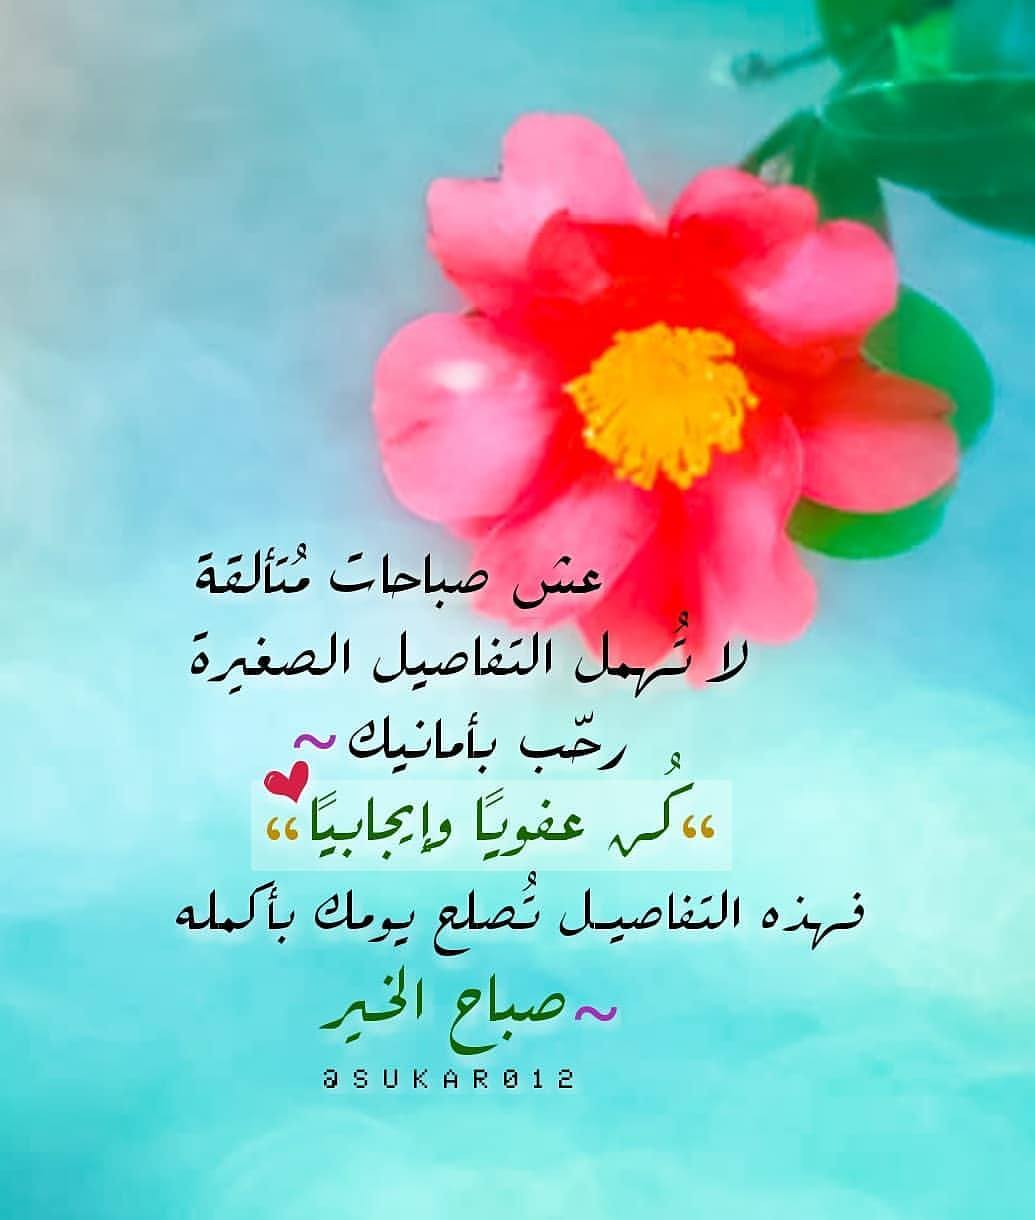 عش صباحات مُتألقة
لا تُهمل التفاصيل الصغيرة
رحّب بأمانيك ~
“كُن عفويًا وإيجابيًا“
فهذه التفاصيل تُصلح يومك بأكمله
~صباح الخير
@SUKAR012